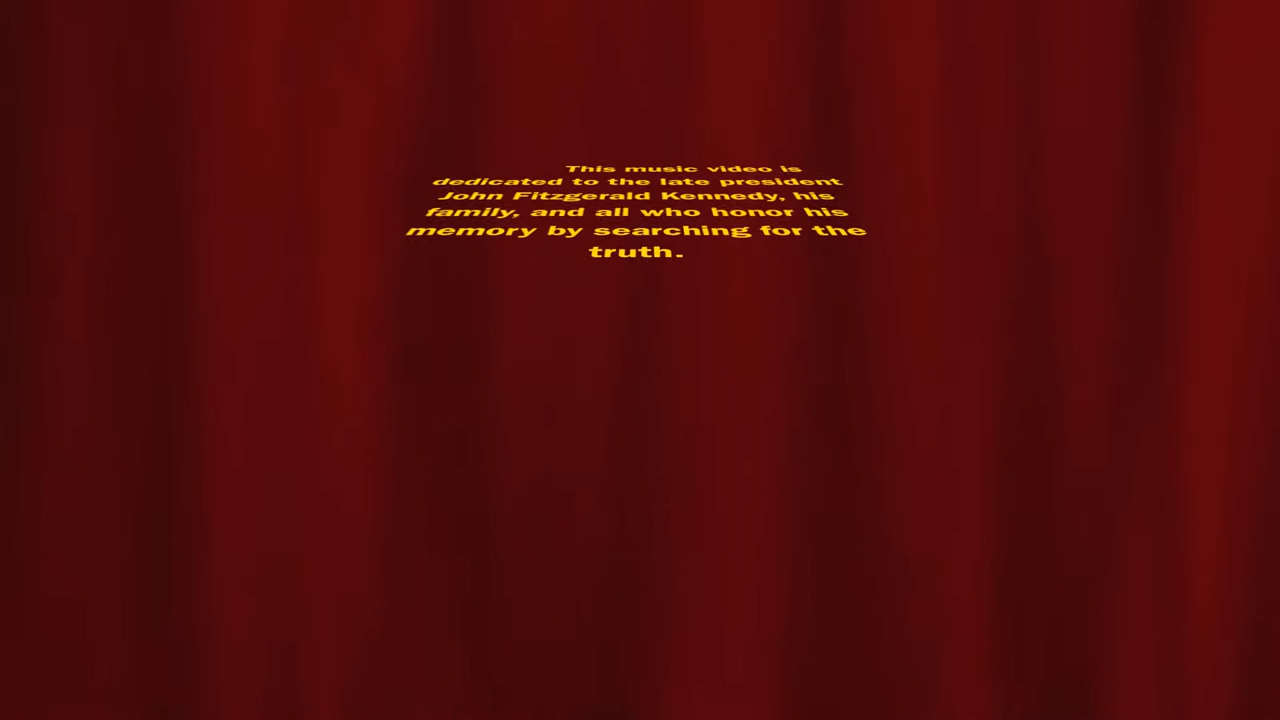 This music video is
dedicated to the late president
John Fitzgerald Kennedy, his
family, and all who honor his
memory by searching for the
truth.